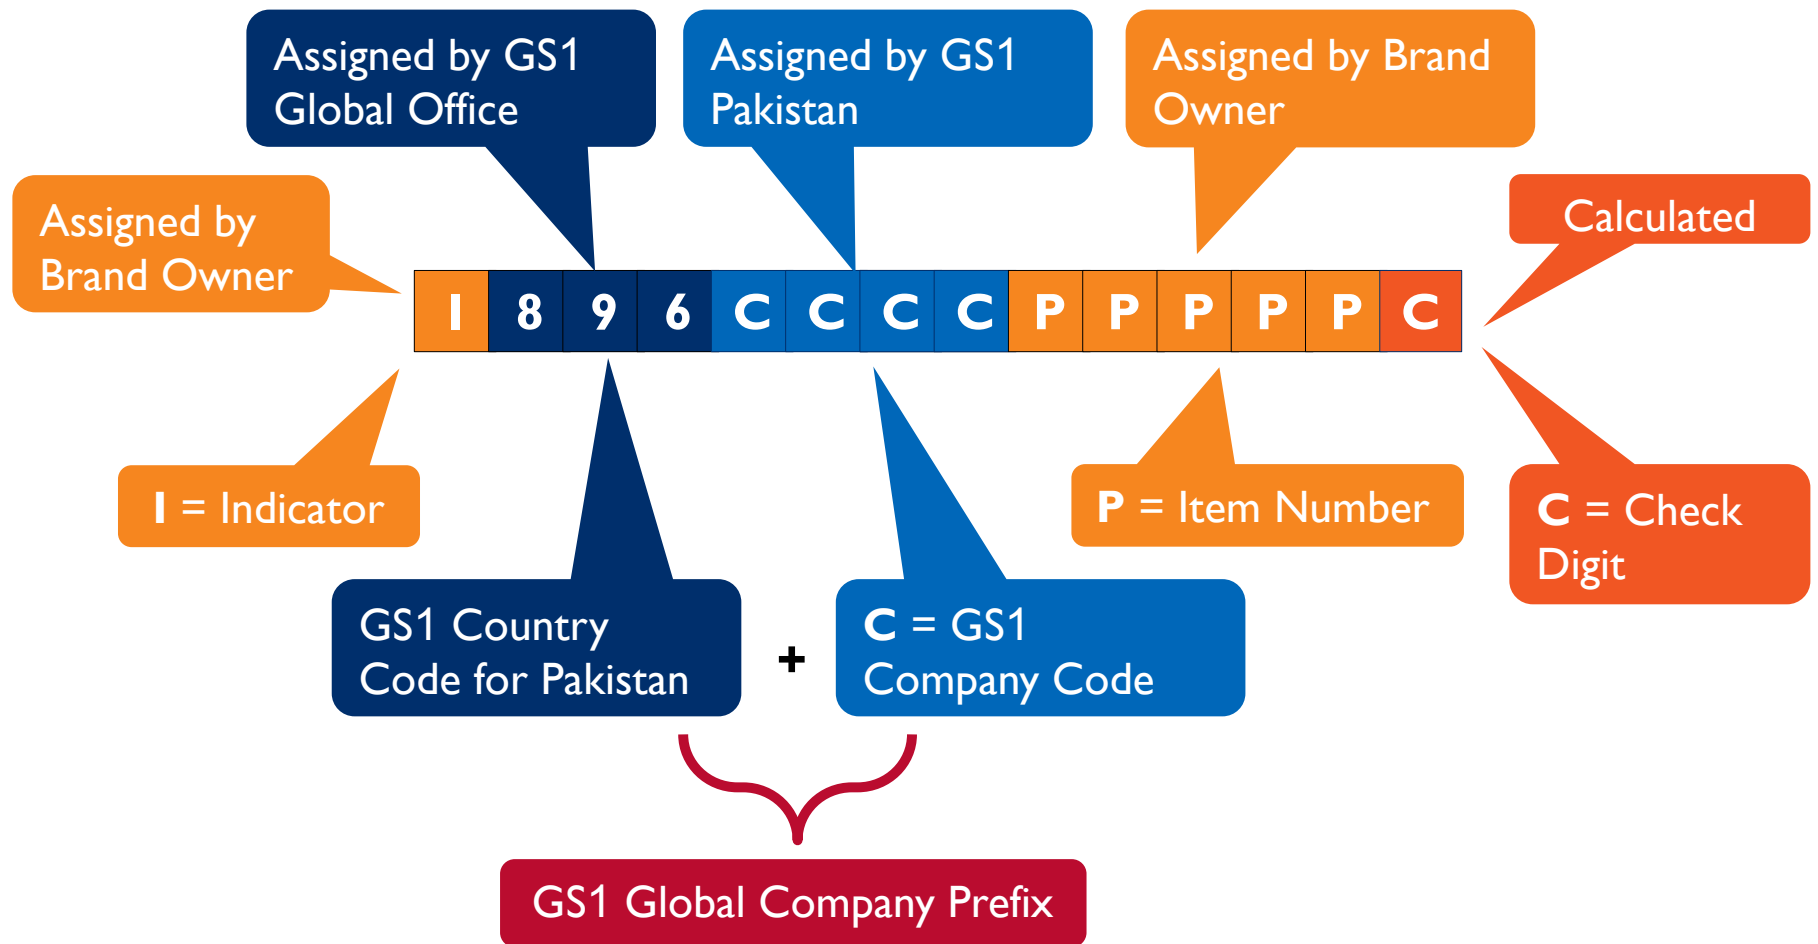 Assigned by GS1
Global Office
Assigned by GS1
Pakistan
Assigned by Brand
Owner
Assigned by
Brand Owner
Calculated
I 8 9 6 C C C C P P P P P C
I = Indicator
P = Item Number
C = Check
Digit
GS1 Country
Code for Pakistan
+
C = GS1
Company Code
GS1 Global Company Prefix